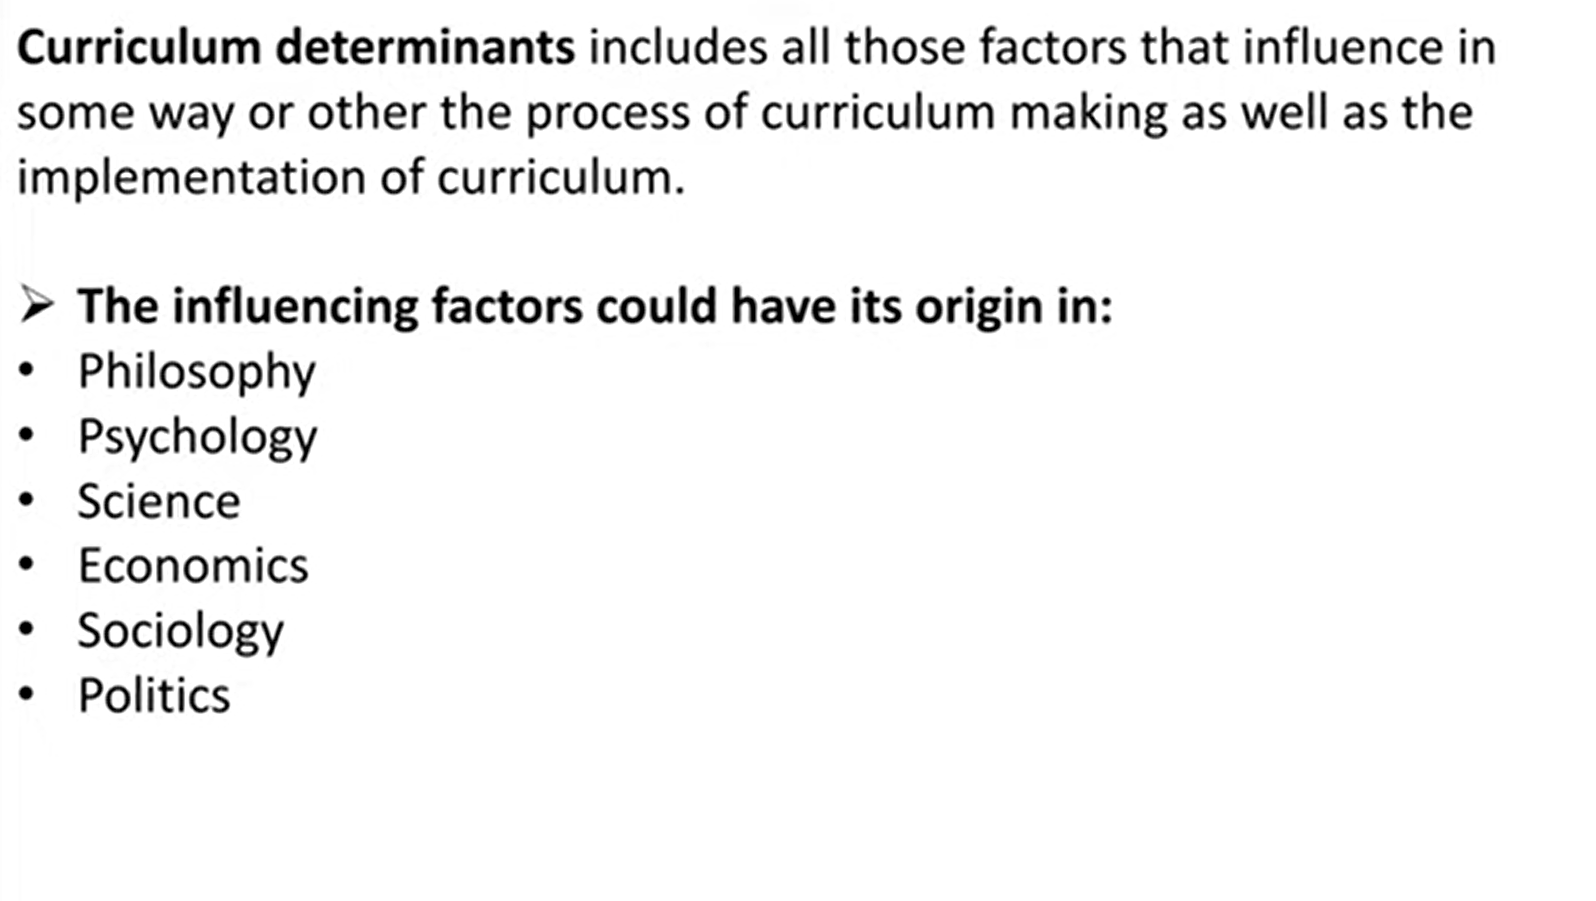 Curriculum determinants includes all those factors that influence in
some way or other the process of curriculum making as well as the
implementation of curriculum.
➢ The influencing factors could have its origin in:
• Philosophy
• Psychology
• Science
• Economics
• Sociology
• Politics